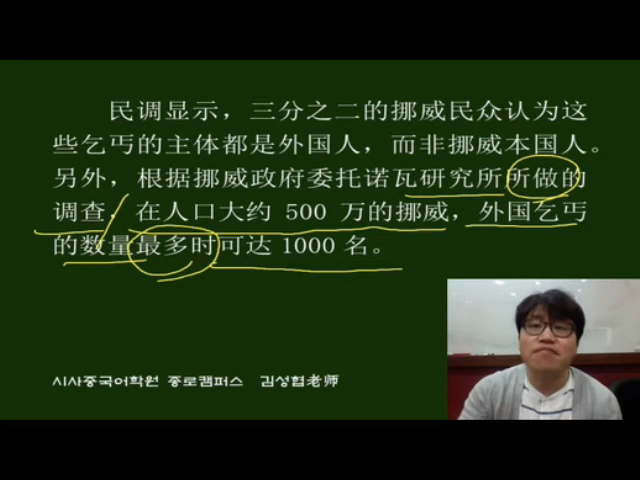 民调显示，三分之二的挪威民众认为这
些乞丐的主体都是外国人，而非挪威本国人。
另外，根据挪威政府委托诺瓦研究所所做的
调查，在人口大约 500 万的挪威，外国乞丐
的数量最多时可达 1000 名。
시사중국어학원 종로캠퍼스 김성협老师